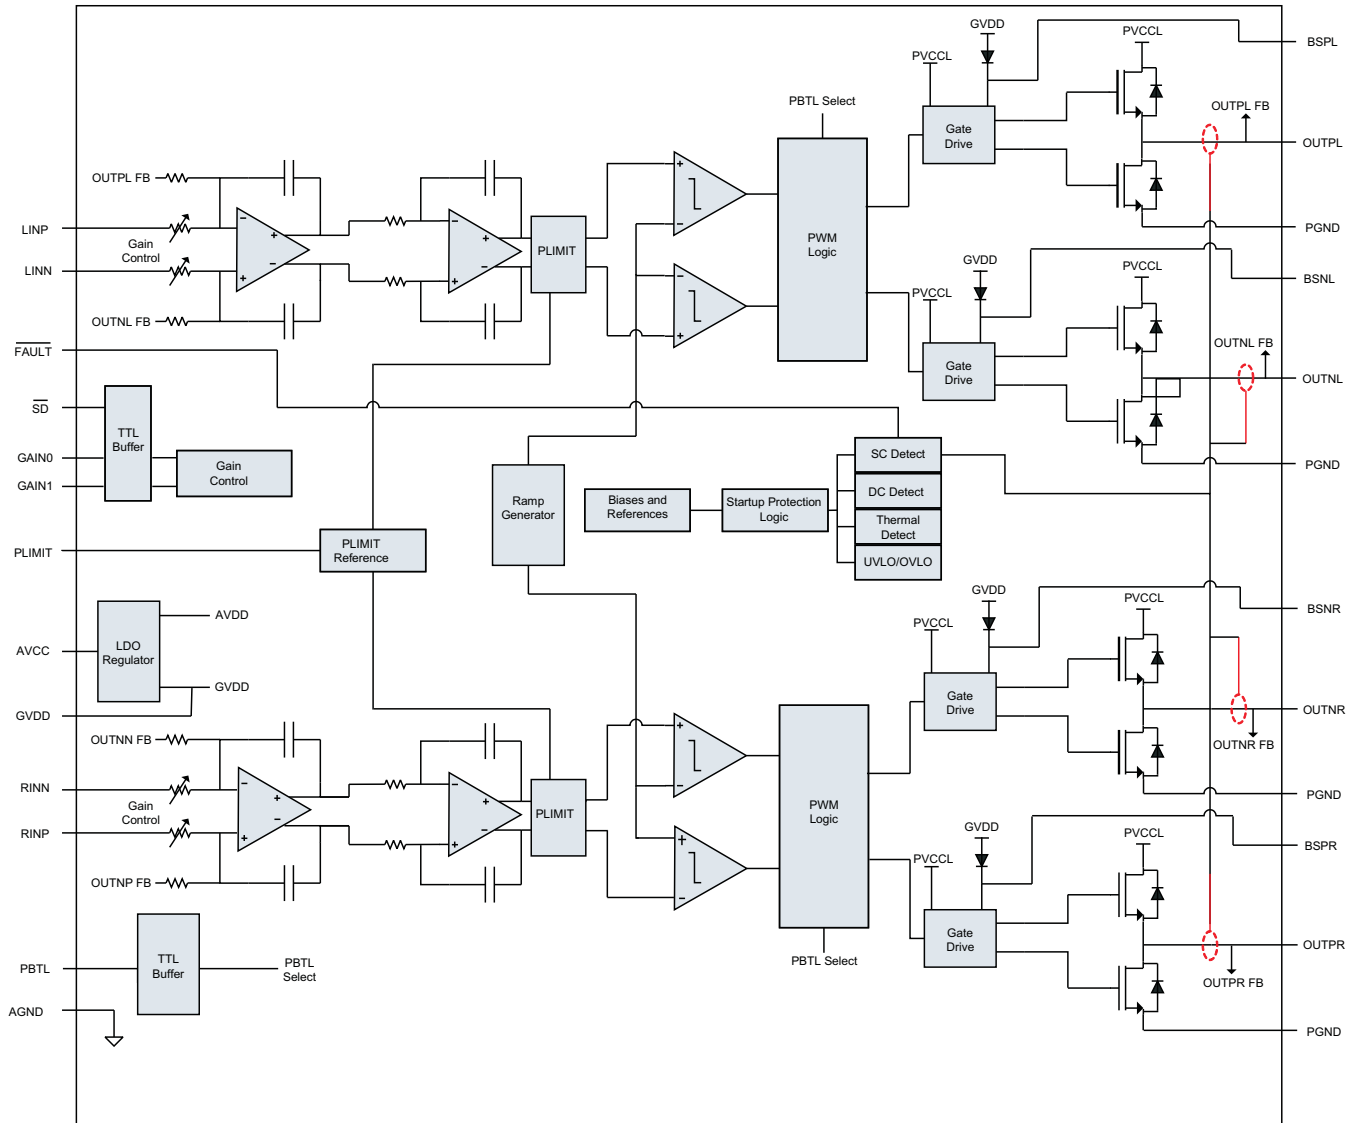 GVDD
PVCCL
BSPL
PVCCL
PBTL Select
OUTPL FB
Gate
Drive
OUTPL
OUTPL FB
LINP
Gain
Control
LINN
OUTNL FB
+
−
+
−
−
+
+
−
PLIMIT
+
−
−
+
PWM
Logic
PGND
GVDD
PVCCL
BSNL
PVCCL
OUTNL FB
Gate
Drive
OUTNL
PGND
FAULT
SD
TTL
Buffer
GAIN0
GAIN1
Gain
Control
Ramp
Generator
Biases and
References
Startup Protection
Logic
SC Detect
DC Detect
Thermal
Detect
UVLO/OVLO
PLIMIT
PLIMIT
Reference
AVCC
LDO
Regulator
AVDD
GVDD
GVDD
GVDD
PVCCL
BSNR
PVCCL
Gate
Drive
OUTNR
OUTNR FB
PGND
OUTNN FB
RINN
Gain
Control
RINP
OUTNP FB
−
+
+
−
−
+
+
−
PLIMIT
+
−
+
−
PWM
Logic
PBTL Select
GVDD
PVCCL
BSPR
PVCCL
Gate
Drive
OUTPR
OUTPR FB
PGND
PBTL
TTL
Buffer
PBTL
Select
AGND